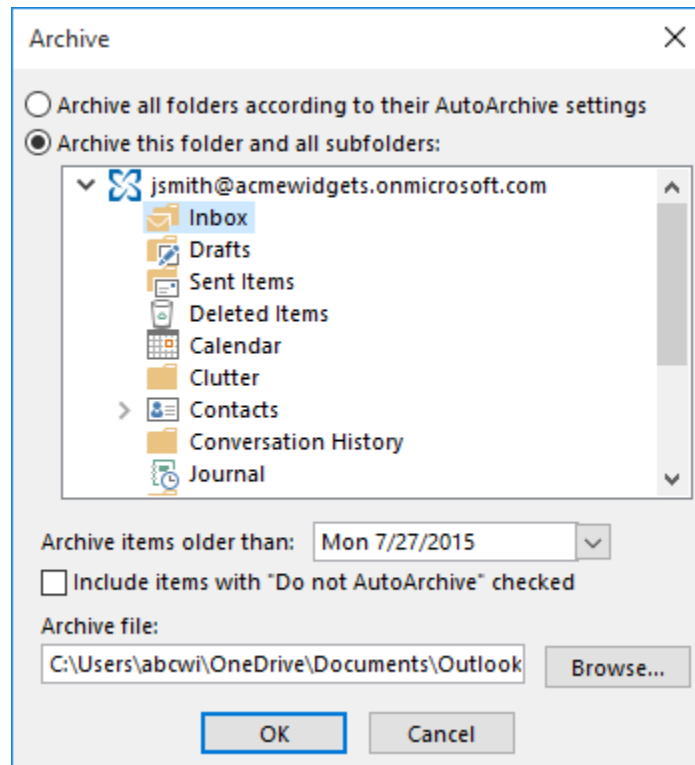 Archive
Archive all folders according to their AutoArchive settings
Archive this folder and all subfolders:
jsmith@acmewidgets.onmicrosoft.com
Inbox
Drafts
Sent Items
Deleted Items
Calendar
Clutter
Contacts
Conversation History
Journal
Archive items older than: Mon 7/27/2015
Include items with "Do not AutoArchive" checked
Archive file:
C:\Users\abcwi\OneDrive\Documents\Outlook Browse...
OK Cancel